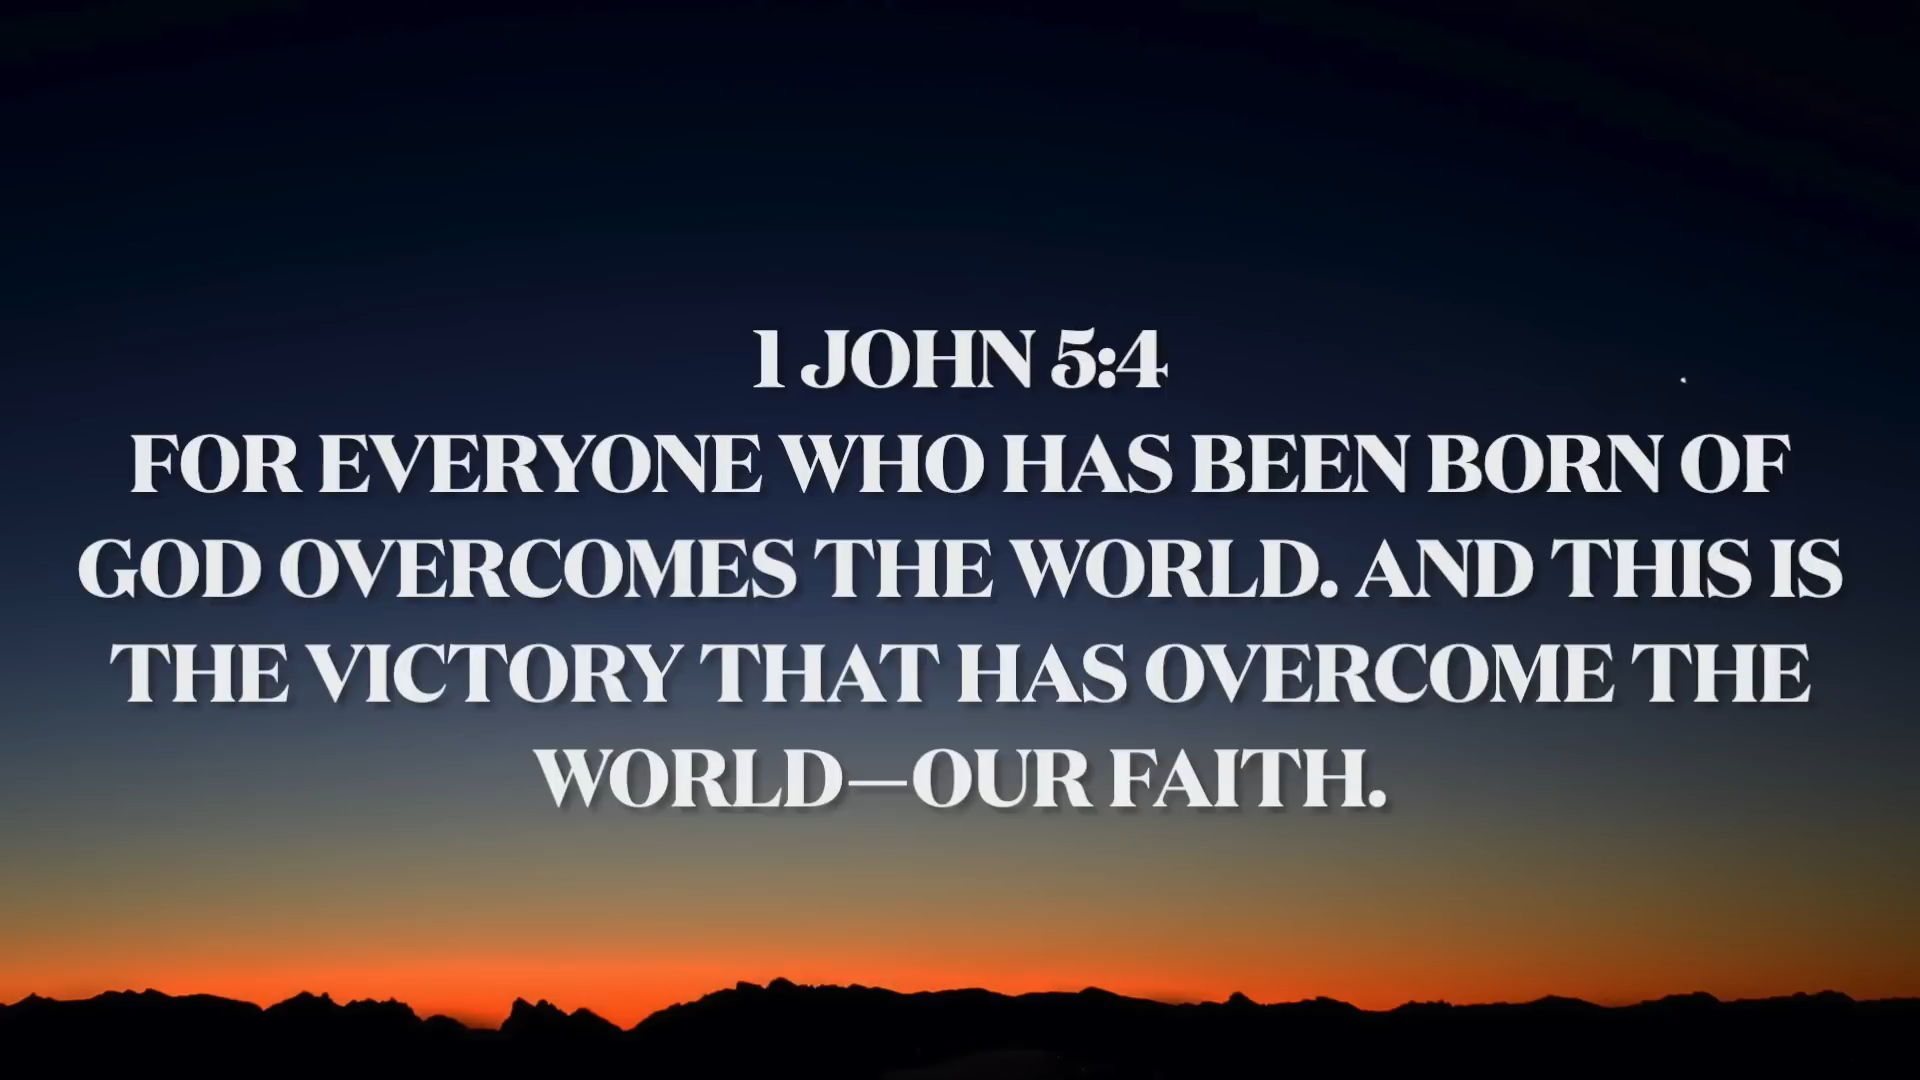 1 JOHN 5:4
FOR EVERYONE WHO HAS BEEN BORN OF
GOD OVERCOMES THE WORLD. AND THIS IS
THE VICTORY THAT HAS OVERCOME THE
WORLD—OUR FAITH.